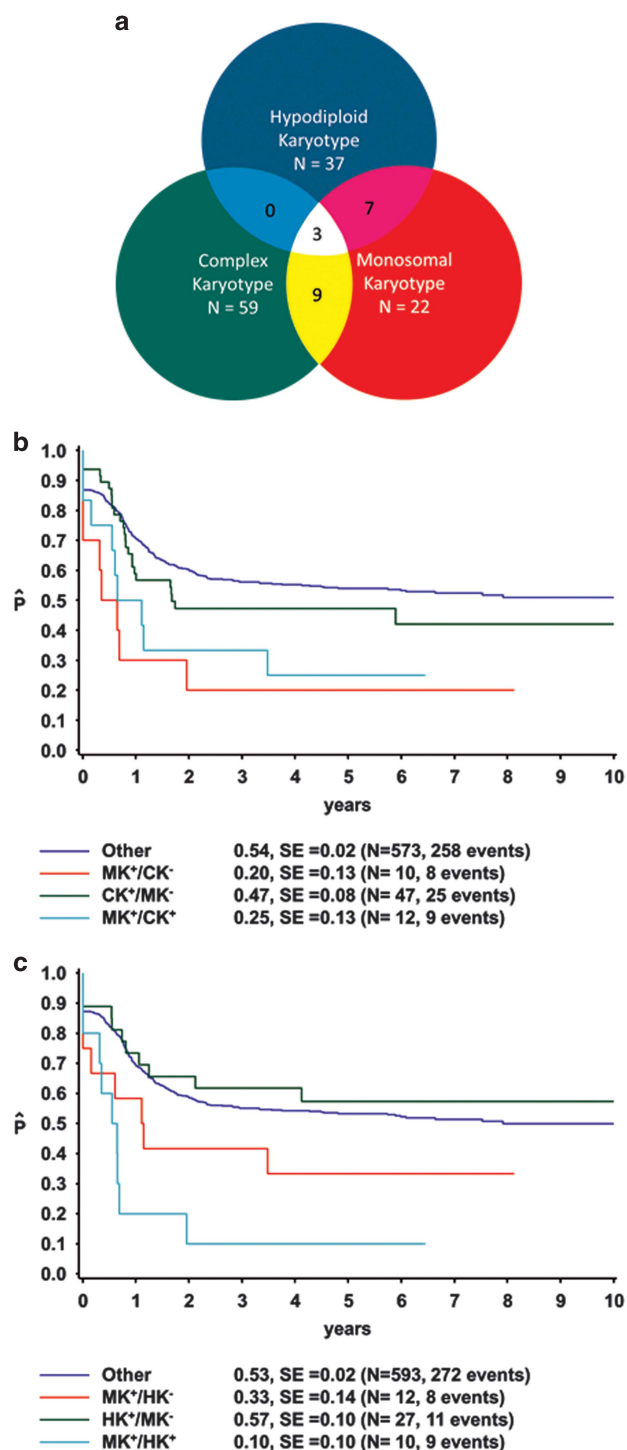 a
Hypodiploid
Karyotype
N = 37
0
7
3
Complex
Karyotype
N = 59
9
Monosomal
Karyotype
N = 22
b
1.0
0.9
0.8
0.7
0.6
0.5
0.4
0.3
0.2
0.1
0.0
P̂
0 1 2 3 4 5 6 7 8 9 10
years
Other 0.54, SE =0.02 (N=573, 258 events)
MK⁺/CK⁻ 0.20, SE =0.13 (N= 10, 8 events)
CK⁺/MK⁻ 0.47, SE =0.08 (N= 47, 25 events)
MK⁺/CK⁺ 0.25, SE =0.13 (N= 12, 9 events)
c
1.0
0.9
0.8
0.7
0.6
0.5
0.4
0.3
0.2
0.1
0.0
P̂
0 1 2 3 4 5 6 7 8 9 10
years
Other 0.53, SE =0.02 (N=593, 272 events)
MK⁺/HK⁻ 0.33, SE =0.14 (N= 12, 8 events)
HK⁺/MK⁻ 0.57, SE =0.10 (N= 27, 11 events)
MK⁺/HK⁺ 0.10, SE =0.10 (N= 10, 9 events)